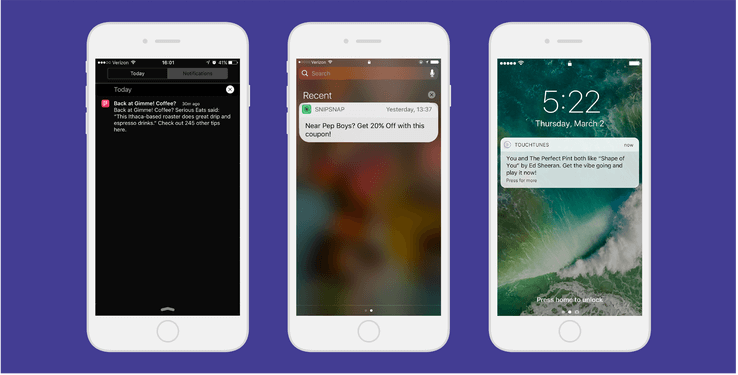 Verizon 16:01 41%
Today Notifications
Today
Back at Gimme! Coffee? 30m ago
Back at Gimme! Coffee? Serious Eats said:
"This Ithaca-based roaster does great drip and
espresso drinks." Check out 245 other tips
here.
Verizon
Search
Recent
SNIPSNAP Yesterday, 13:37
Near Pep Boys? Get 20% Off with this
coupon!
5:22
Thursday, March 2
TOUCHTUNES now
You and The Perfect Pint both like "Shape of
You" by Ed Sheeran. Get the vibe going and
play it now!
Press for more
Press home to unlock